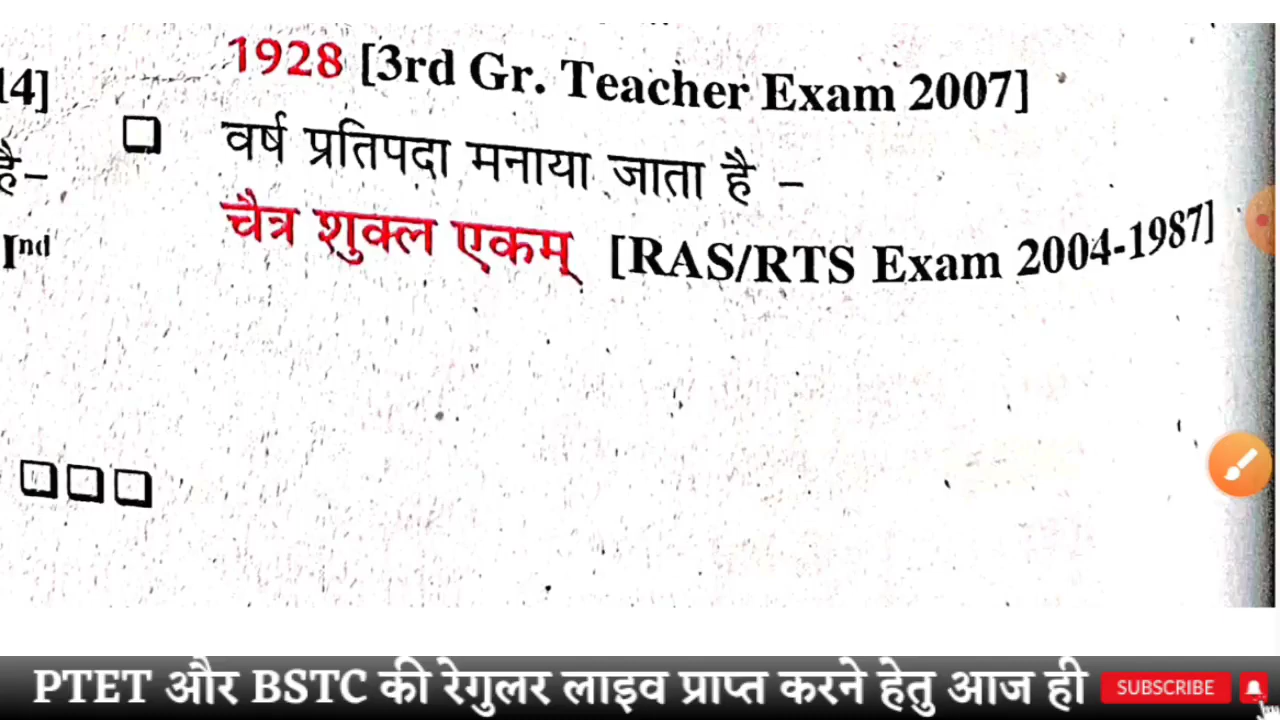 1928 [3rd Gr. Teacher Exam 2007]
14]
❑ वर्ष प्रतिपदा मनाया जाता है –
है–
चैत्र शुक्ल एकम् [RAS/RTS Exam 2004-1987]
Iⁿᵈ
❑❑❑
PTET और BSTC की रेगुलर लाइव प्राप्त करने हेतु आज ही SUBSCRIBE